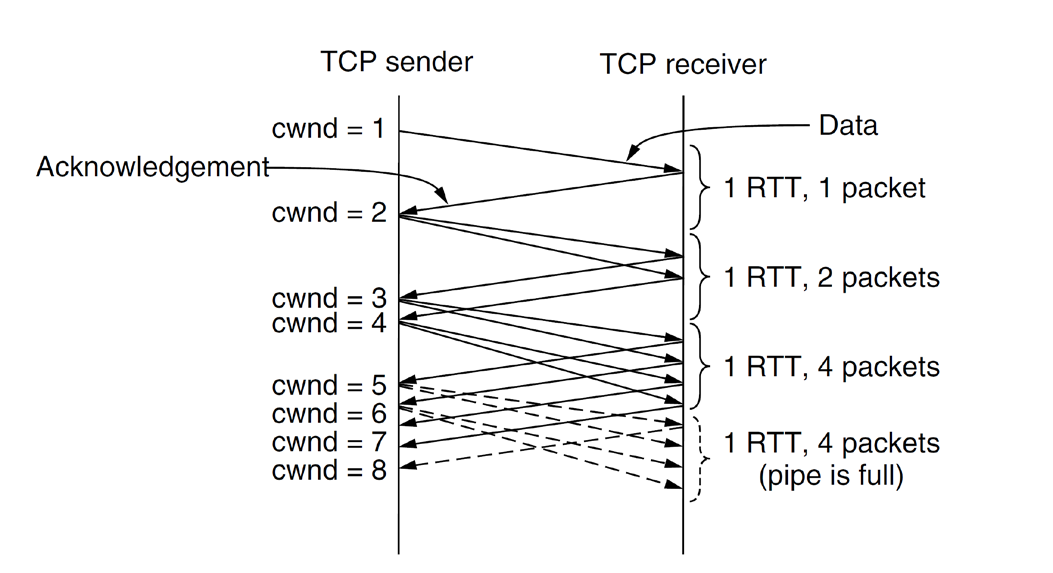 TCP sender
TCP receiver
cwnd = 1
Data
Acknowledgement
1 RTT, 1 packet
cwnd = 2
1 RTT, 2 packets
cwnd = 3
cwnd = 4
1 RTT, 4 packets
cwnd = 5
cwnd = 6
cwnd = 7
1 RTT, 4 packets
cwnd = 8
(pipe is full)